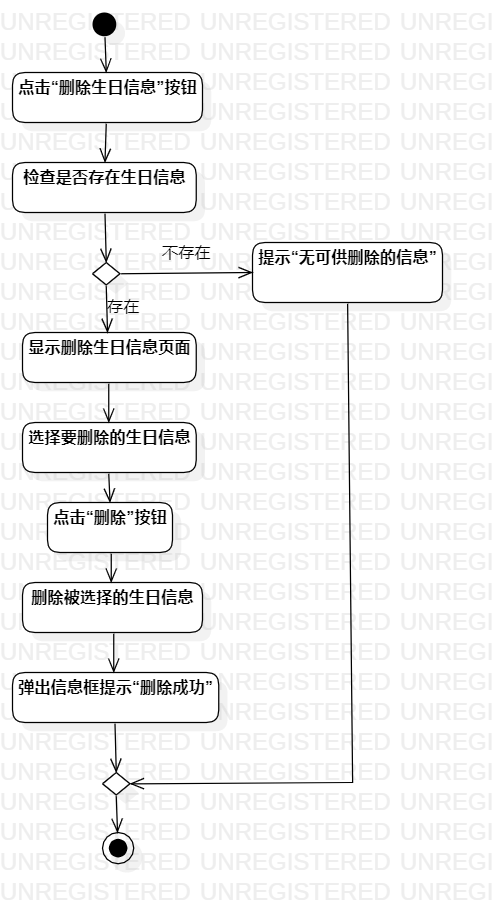 点击“删除生日信息”按钮
检查是否存在生日信息
不存在
提示“无可供删除的信息”
存在
显示删除生日信息页面
选择要删除的生日信息
点击“删除”按钮
删除被选择的生日信息
弹出信息框提示“删除成功”
UNREGISTERED